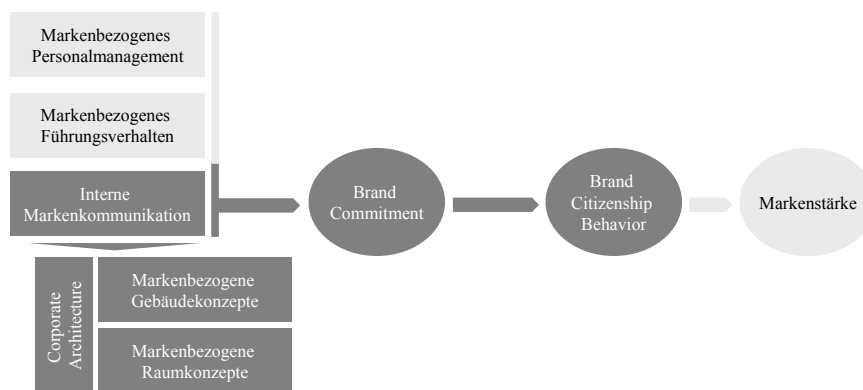 Markenbezogenes
Personalmanagement
Markenbezogenes
Führungsverhalten
Interne
Markenkommunikation
Brand
Commitment
Brand
Citizenship
Behavior
Markenstärke
Corporate
Architecture
Markenbezogene
Gebäudekonzepte
Markenbezogene
Raumkonzepte